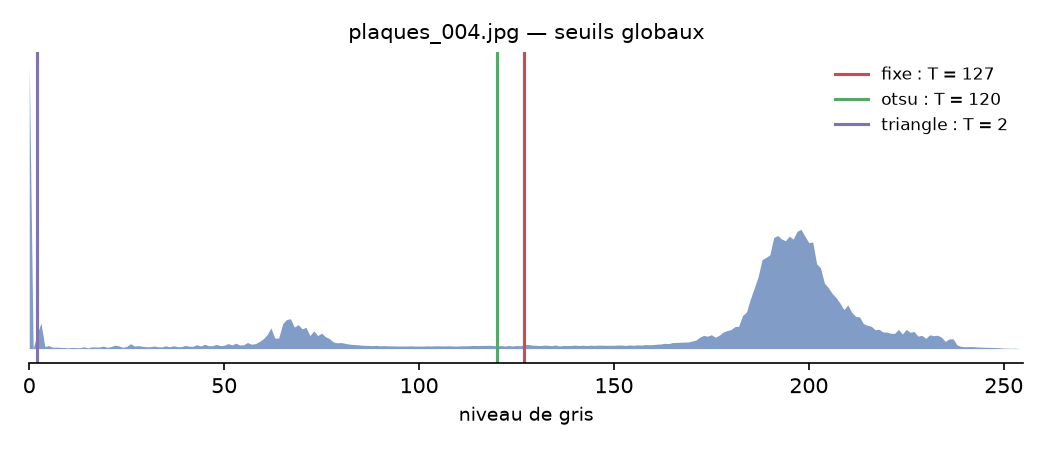 plaques_004.jpg — seuils globaux
fixe : T = 127
otsu : T = 120
triangle : T = 2
0 50 100 150 200 250
niveau de gris